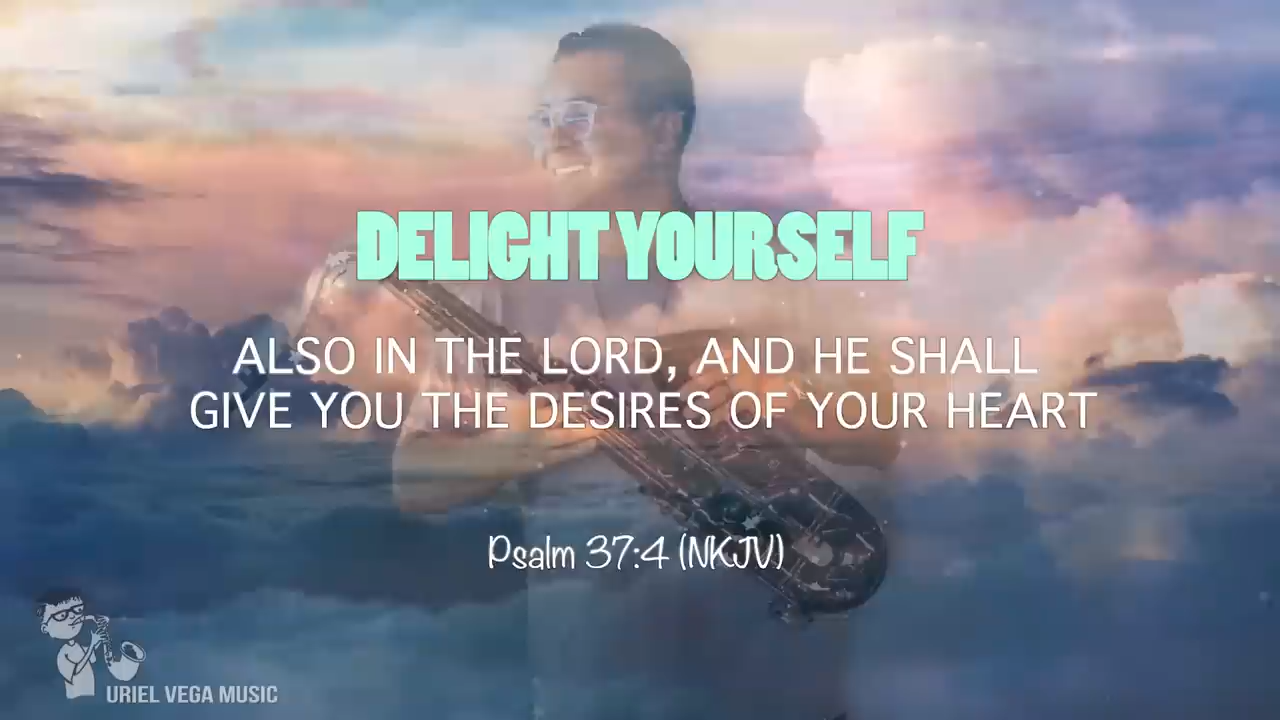 DELIGHT YOURSELF
ALSO IN THE LORD, AND HE SHALL
GIVE YOU THE DESIRES OF YOUR HEART
Psalm 37:4 (NKJV)
URIEL VEGA MUSIC